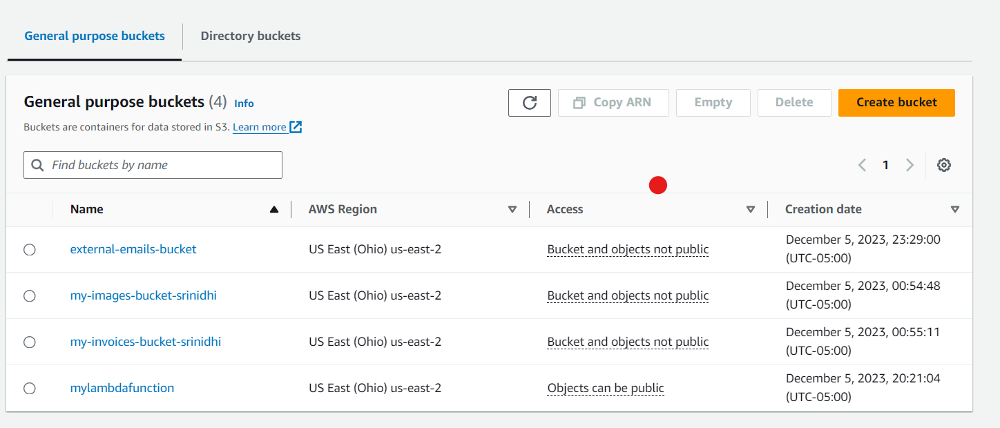 General purpose buckets Directory buckets
General purpose buckets (4) Info
Copy ARN Empty Delete Create bucket
Buckets are containers for data stored in S3. Learn more
Find buckets by name
1
Name AWS Region Access Creation date
external-emails-bucket US East (Ohio) us-east-2 Bucket and objects not public December 5, 2023, 23:29:00
(UTC-05:00)
my-images-bucket-srinidhi US East (Ohio) us-east-2 Bucket and objects not public December 5, 2023, 00:54:48
(UTC-05:00)
my-invoices-bucket-srinidhi US East (Ohio) us-east-2 Bucket and objects not public December 5, 2023, 00:55:11
(UTC-05:00)
mylambdafunction US East (Ohio) us-east-2 Objects can be public December 5, 2023, 20:21:04
(UTC-05:00)